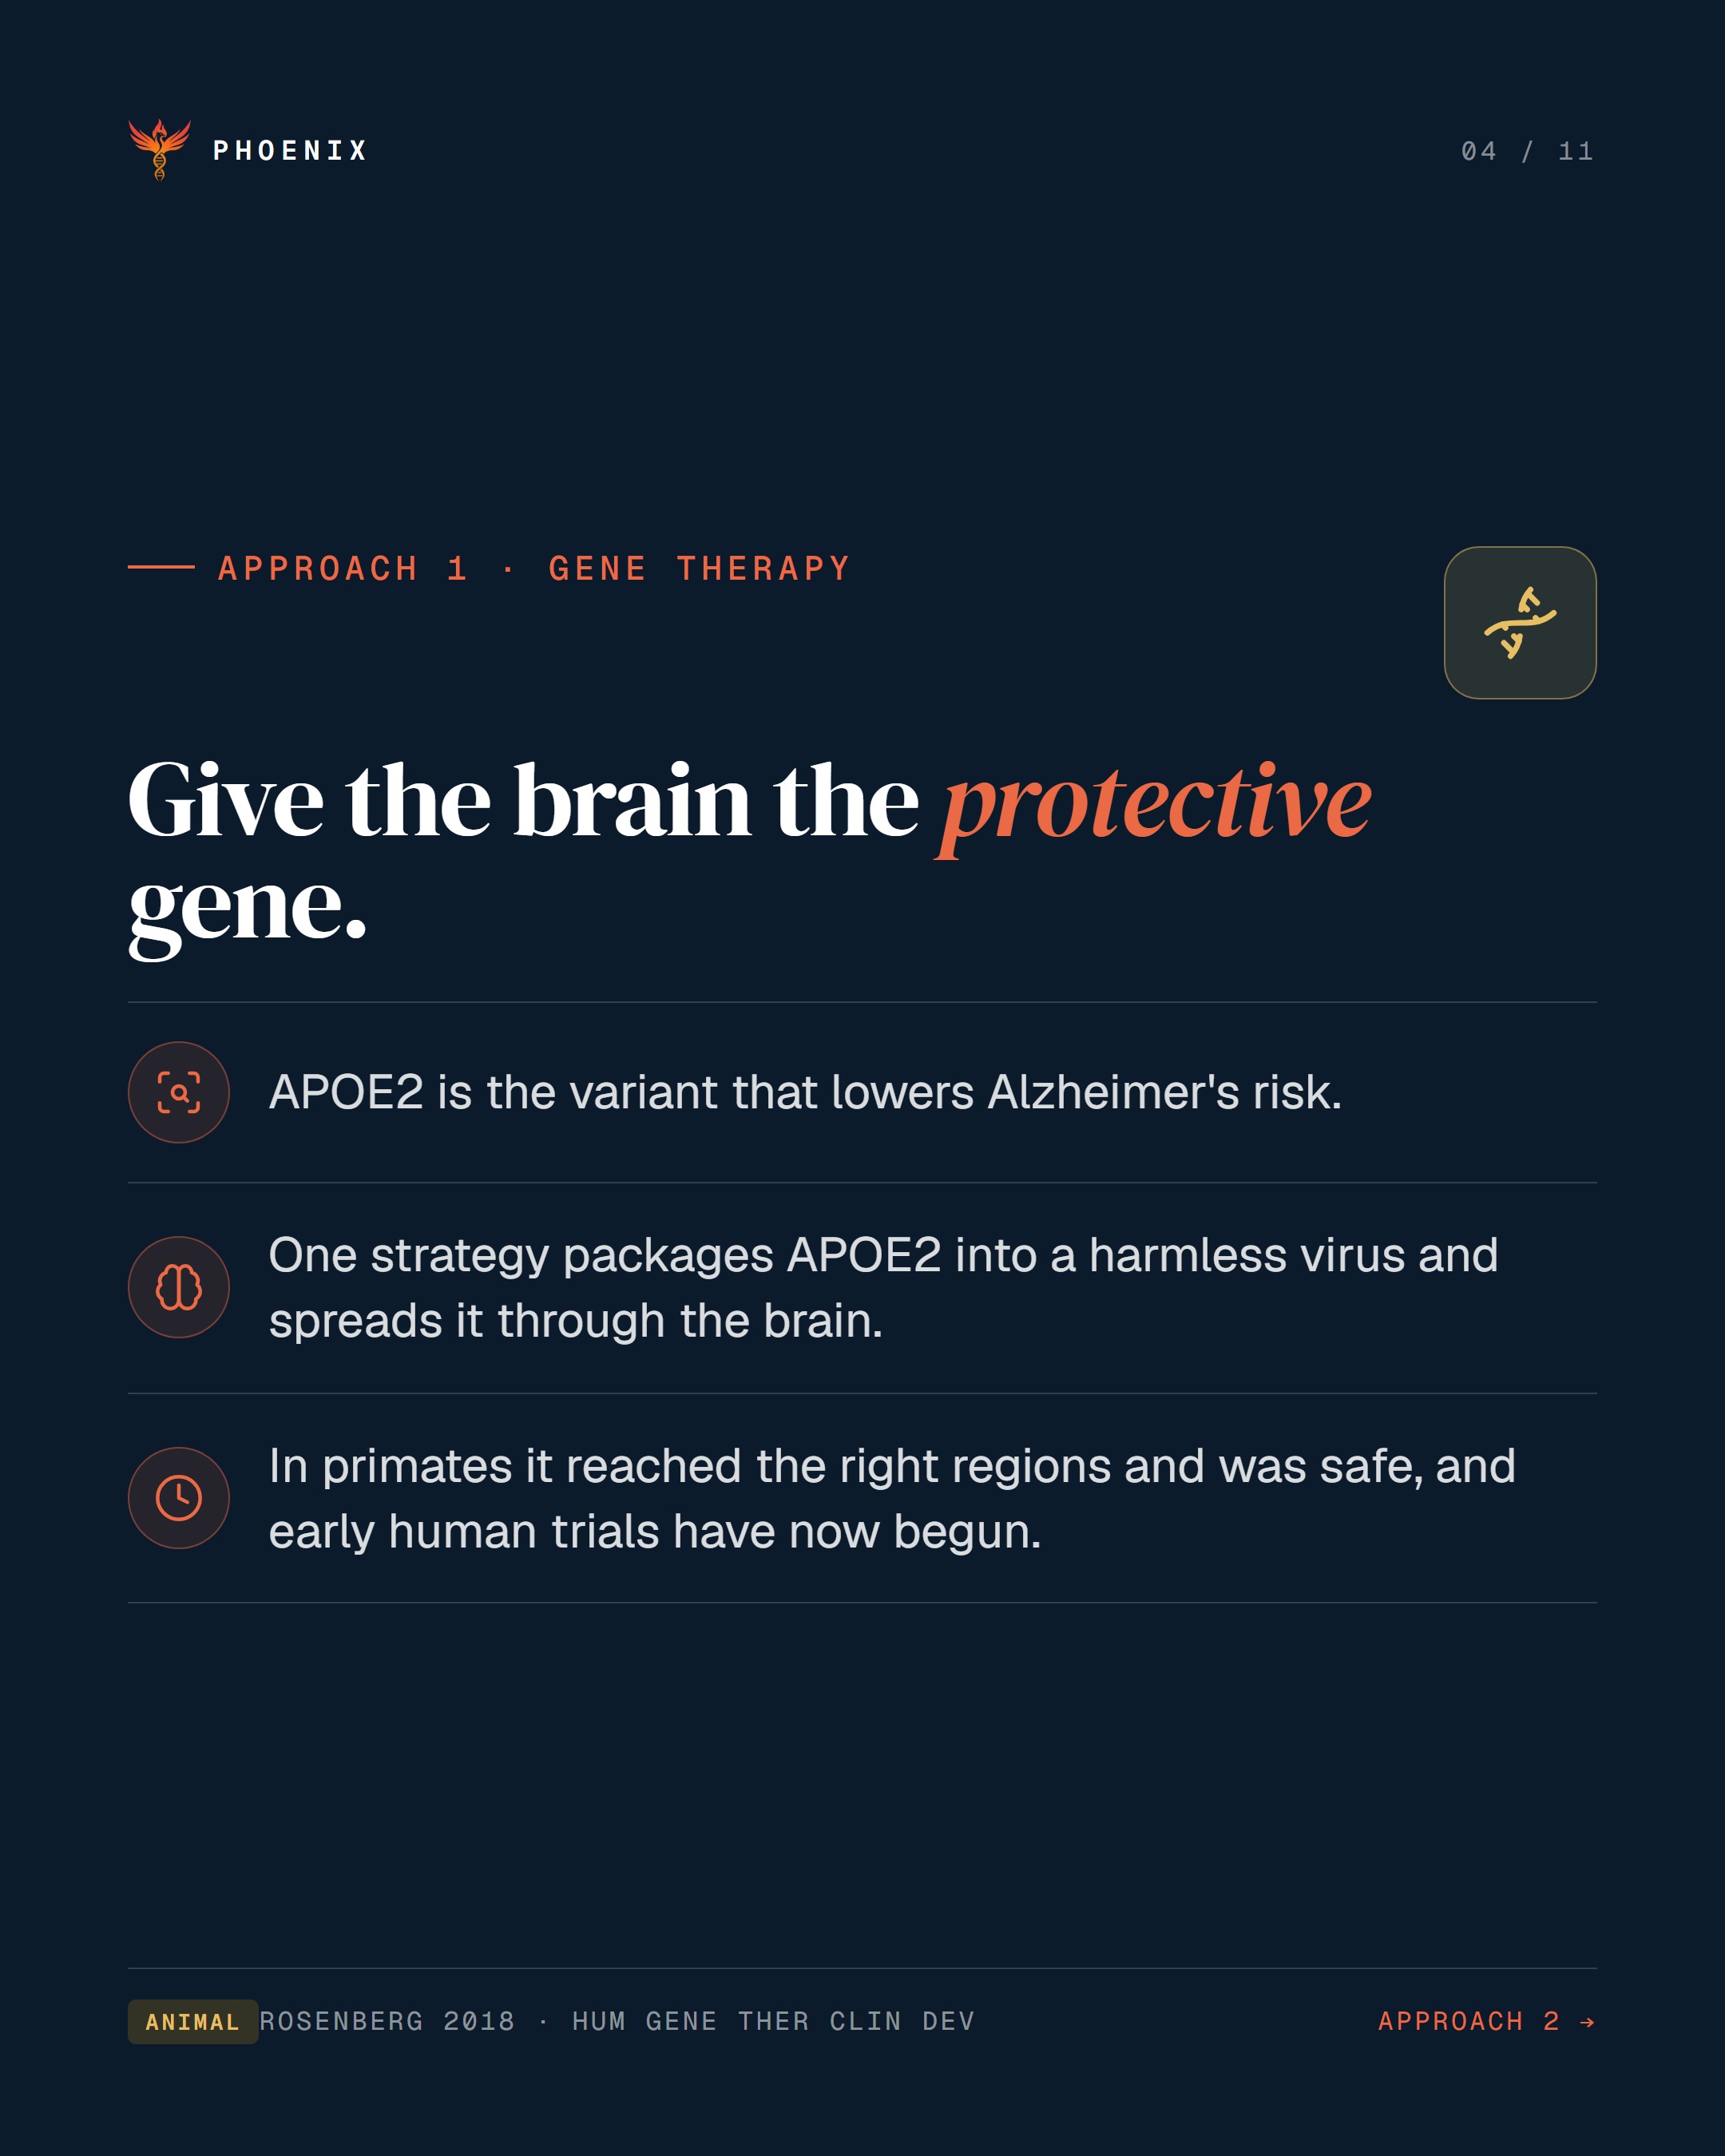 PHOENIX
04 / 11
APPROACH 1 · GENE THERAPY
Give the brain the protective
gene.
APOE2 is the variant that lowers Alzheimer's risk.
One strategy packages APOE2 into a harmless virus and
spreads it through the brain.
In primates it reached the right regions and was safe, and
early human trials have now begun.
ANIMAL ROSENBERG 2018 · HUM GENE THER CLIN DEV
APPROACH 2 →